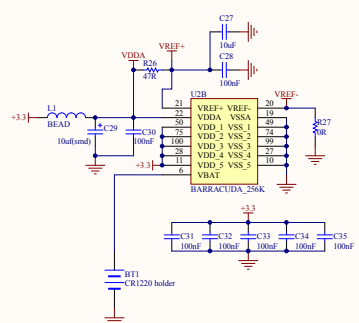 C27
10uF
VREF+
C28
100nF
VDDA
R26
47R
U2B
VREF-
21 VREF+ VREF- 20
22 VDDA VSSA 19
50 VDD_1 VSS_1 49
75 VDD_2 VSS_2 74
100 VDD_3 VSS_3 99
28 VDD_4 VSS_4 27
11 VDD_5 VSS_5 10
6 VBAT
BARRACUDA_256K
L1
+3.3
BEAD
C29
10uf(smd)
C30
100nF
+3.3
R27
0R
+3.3
C31 C32 C33 C34 C35
100nF 100nF 100nF 100nF 100nF
BT1
CR1220 holder